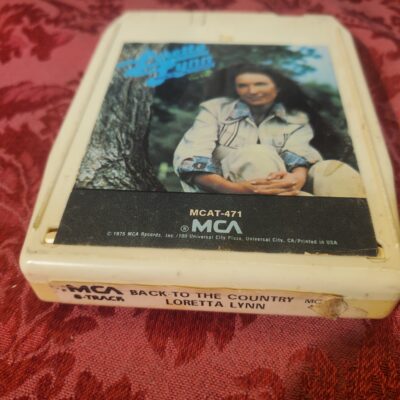 Loretta
Lynn
MCAT-471
® MCA
© 1975 MCA Records, Inc./100 Universal City Plaza, Universal City, CA/Printed in USA
MCA BACK TO THE COUNTRY MC
8-TRACK LORETTA LYNN